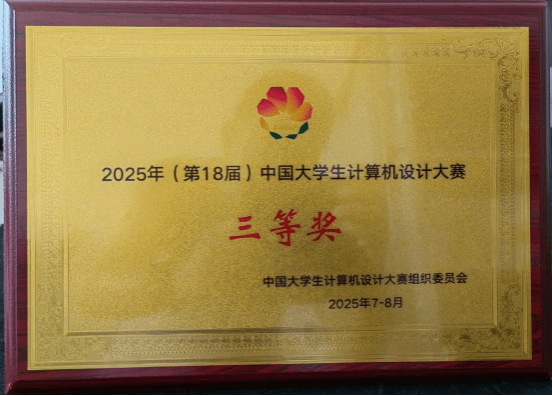 2025年（第18届）中国大学生计算机设计大赛
三等奖
中国大学生计算机设计大赛组织委员会
2025年7-8月